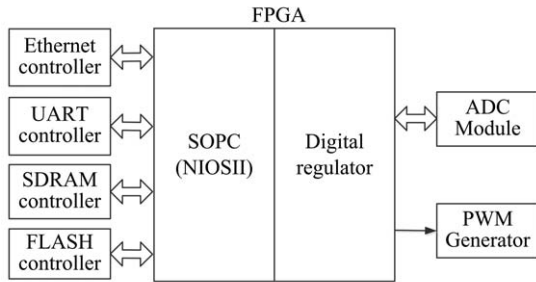 FPGA
Ethernet
controller
UART
controller
SDRAM
controller
FLASH
controller
SOPC
(NIOSII)
Digital
regulator
ADC
Module
PWM
Generator